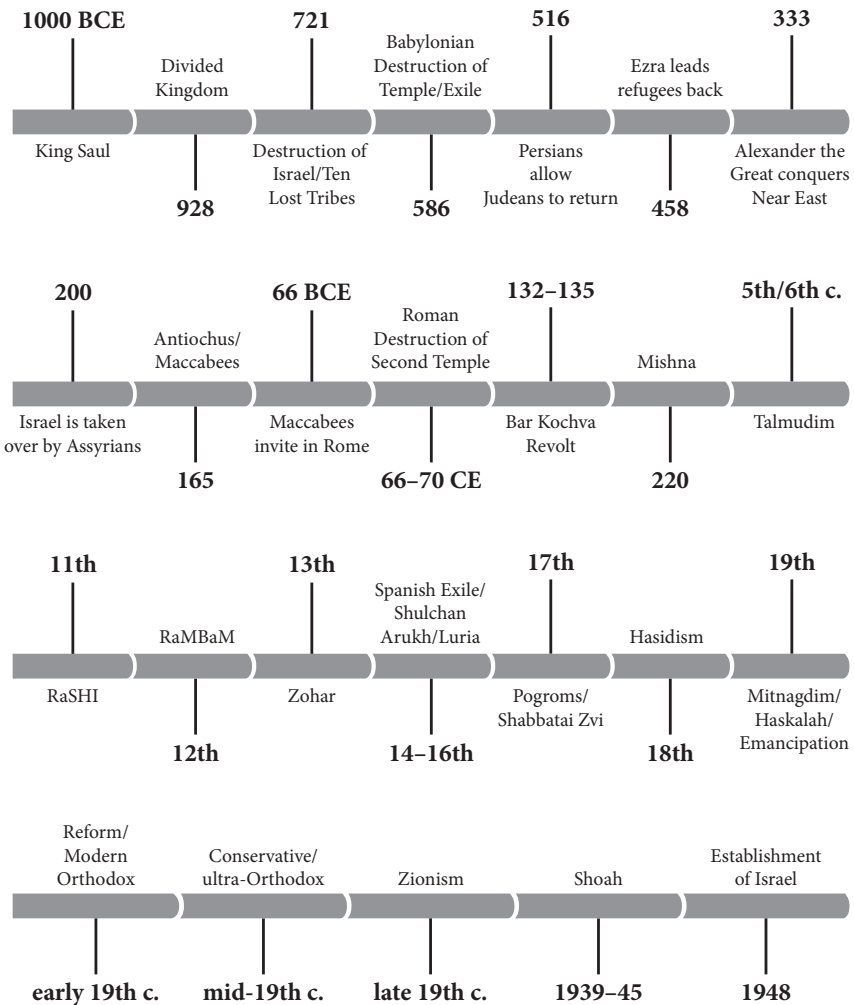 1000 BCE
King Saul
Divided
Kingdom
928
721
Destruction of
Israel/Ten
Lost Tribes
Babylonian
Destruction of
Temple/Exile
586
516
Persians
allow
Judeans to return
Ezra leads
refugees back
458
333
Alexander the
Great conquers
Near East
200
Israel is taken
over by Assyrians
Antiochus/
Maccabees
165
66 BCE
Maccabees
invite in Rome
Roman
Destruction of
Second Temple
66–70 CE
132–135
Bar Kochva
Revolt
Mishna
220
5th/6th c.
Talmudim
11th
RaSHI
RaMBaM
12th
13th
Zohar
Spanish Exile/
Shulchan
Arukh/Luria
14–16th
17th
Pogroms/
Shabbatai Zvi
Hasidism
18th
19th
Mitnagdim/
Haskalah/
Emancipation
Reform/
Modern
Orthodox
early 19th c.
Conservative/
ultra-Orthodox
mid-19th c.
Zionism
late 19th c.
Shoah
1939–45
Establishment
of Israel
1948